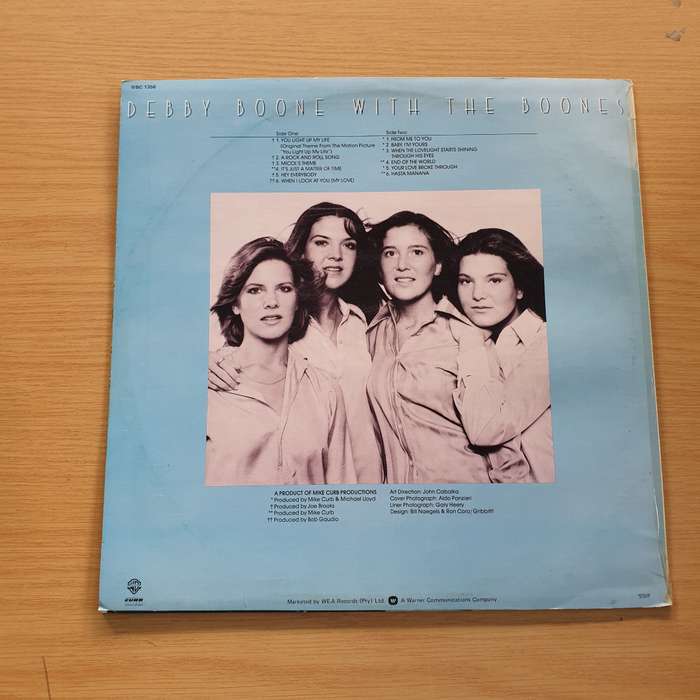 WBC 1358
DEBBY BOONE WITH THE BOONES
Side One
† 1. YOU LIGHT UP MY LIFE
(Original Theme From The Motion Picture
"You Light Up My Life")
† 2. A ROCK AND ROLL SONG
† 3. MICOL'S THEME
**4. IT'S JUST A MATTER OF TIME
† 5. HEY EVERYBODY
†† 6. WHEN I LOOK AT YOU (MY LOVE)
Side Two
* 1. FROM ME TO YOU
* 2. BABY, I'M YOURS
* 3. WHEN THE LOVELIGHT STARTS SHINING
THROUGH HIS EYES
** 4. END OF THE WORLD
* 5. YOUR LOVE BROKE THROUGH
** 6. HASTA MANANA
A PRODUCT OF MIKE CURB PRODUCTIONS
* Produced by Mike Curb & Michael Lloyd
† Produced by Joe Brooks
** Produced by Mike Curb
†† Produced by Bob Gaudio
Art Direction: John Cabalka
Cover Photograph: Aldo Panzieri
Liner Photograph: Gary Heery
Design: Bill Naegels & Ron Coro/Gribbitt!
CURB
Marketed by WEA Records (Pty) Ltd. A Warner Communications Company